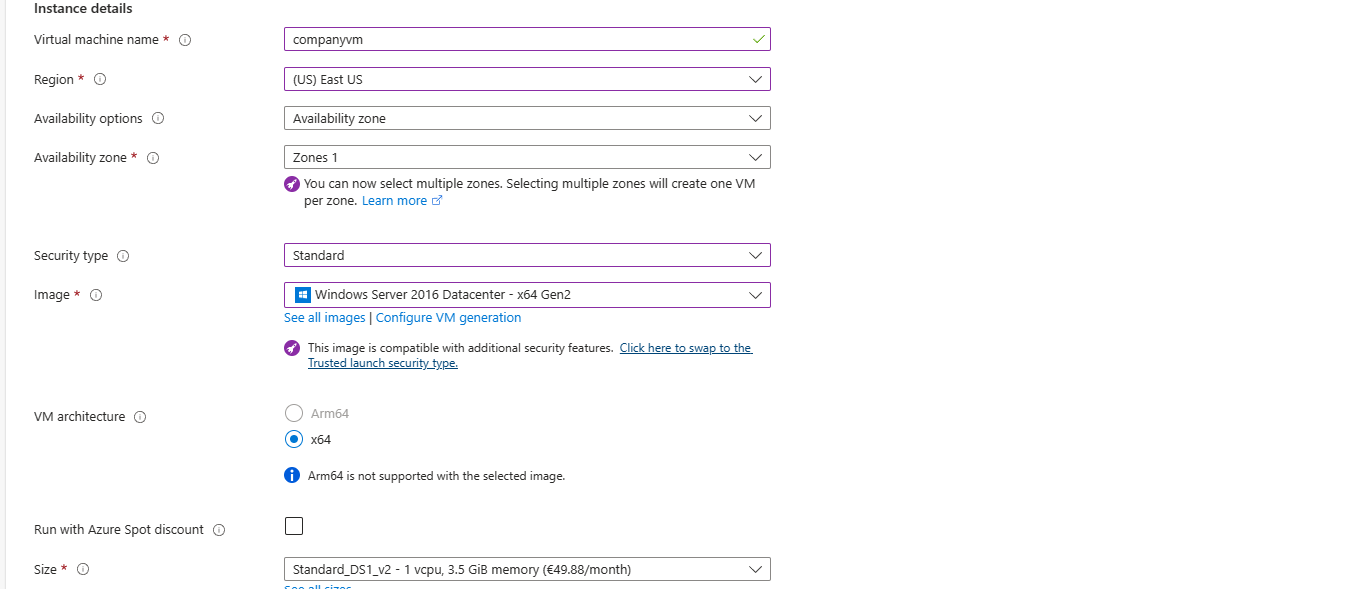 Instance details
Virtual machine name *
companyvm
Region *
(US) East US
Availability options
Availability zone
Availability zone *
Zones 1
You can now select multiple zones. Selecting multiple zones will create one VM
per zone. Learn more
Security type
Standard
Image *
Windows Server 2016 Datacenter - x64 Gen2
See all images | Configure VM generation
This image is compatible with additional security features. Click here to swap to the
Trusted launch security type.
VM architecture
Arm64
x64
Arm64 is not supported with the selected image.
Run with Azure Spot discount
Size *
Standard_DS1_v2 - 1 vcpu, 3.5 GiB memory (€49.88/month)
See all sizes